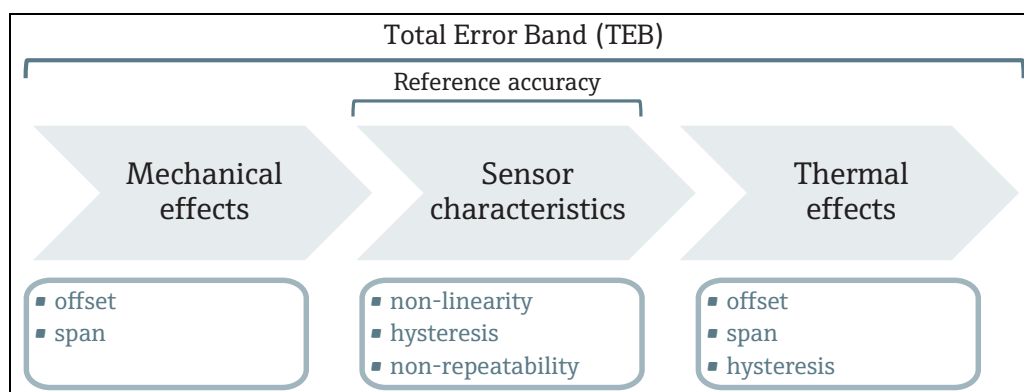 Total Error Band (TEB)
Reference accuracy
Mechanical
effects
Sensor
characteristics
Thermal
effects
▪ offset
▪ span
▪ non-linearity
▪ hysteresis
▪ non-repeatability
▪ offset
▪ span
▪ hysteresis